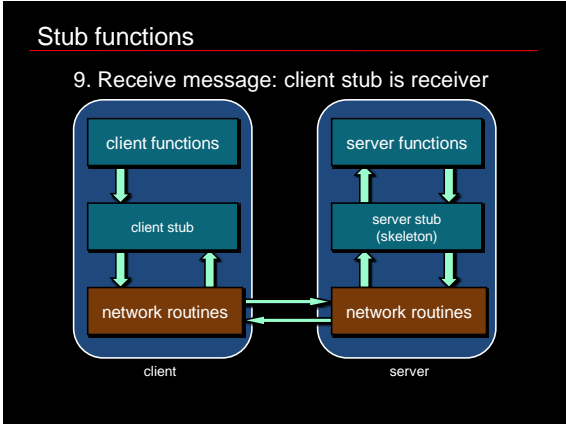 Stub functions
9. Receive message: client stub is receiver
client functions
server functions
client stub
server stub
(skeleton)
network routines
network routines
client
server